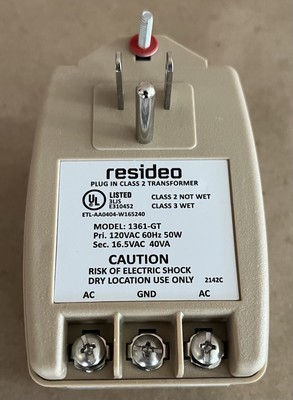 resideo
PLUG IN CLASS 2 TRANSFORMER
UL LISTED
3LJS
E310452
CLASS 2 NOT WET
CLASS 3 WET
ETL-AA0404-W165240
MODEL: 1361-GT
Pri. 120VAC 60Hz 50W
Sec. 16.5VAC 40VA
CAUTION
RISK OF ELECTRIC SHOCK
DRY LOCATION USE ONLY 2142C
AC GND AC